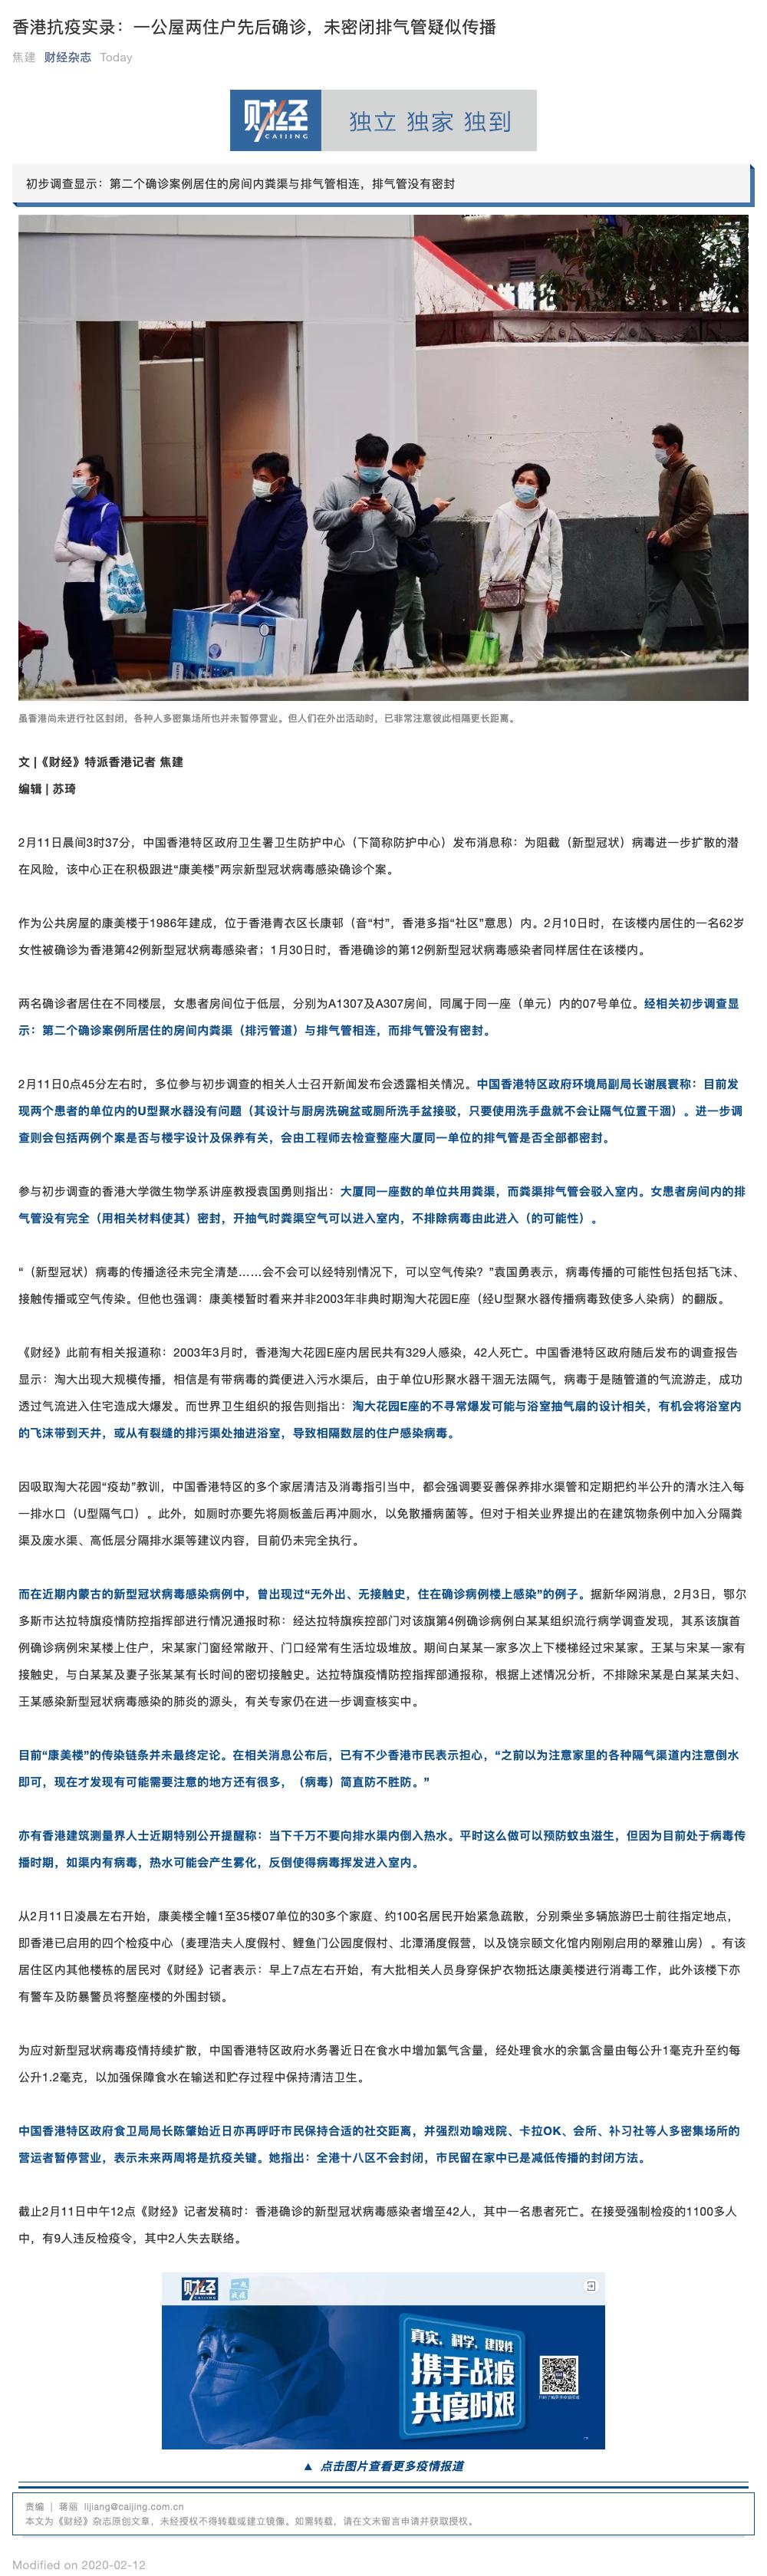 香港抗疫实录：一公屋两住户先后确诊，未密闭排气管疑似传播
焦建 财经杂志 Today
财经 CAIJING 独立 独家 独到
初步调查显示：第二个确诊案例居住的房间内粪渠与排气管相连，排气管没有密封
虽香港尚未进行社区封闭，各种人多密集场所也并未暂停营业。但人们在外出活动时，已非常注意彼此相隔更长距离。
文 |《财经》特派香港记者 焦建
编辑 | 苏琦
2月11日晨间3时37分，中国香港特区政府卫生署卫生防护中心（下简称防护中心）发布消息称：为阻截（新型冠状）病毒进一步扩散的潜
在风险，该中心正在积极跟进“康美楼”两宗新型冠状病毒感染确诊个案。
作为公共房屋的康美楼于1986年建成，位于香港青衣区长康邨（音“村”，香港多指“社区”意思）内。2月10日时，在该楼内居住的一名62岁
女性被确诊为香港第42例新型冠状病毒感染者；1月30日时，香港确诊的第12例新型冠状病毒感染者同样居住在该楼内。
两名确诊者居住在不同楼层，女患者房间位于低层，分别为A1307及A307房间，同属于同一座（单元）内的07号单位。经相关初步调查显
示：第二个确诊案例所居住的房间内粪渠（排污管道）与排气管相连，而排气管没有密封。
2月11日0点45分左右时，多位参与初步调查的相关人士召开新闻发布会透露相关情况。中国香港特区政府环境局副局长谢展寰称：目前发
现两个患者的单位内的U型聚水器没有问题（其设计与厨房洗碗盆或厕所洗手盆接驳，只要使用洗手盘就不会让隔气位置干涸）。进一步调
查则会包括两例个案是否与楼宇设计及保养有关，会由工程师去检查整座大厦同一单位的排气管是否全部都密封。
参与初步调查的香港大学微生物学系讲座教授袁国勇则指出：大厦同一座数的单位共用粪渠，而粪渠排气管会驳入室内。女患者房间内的排
气管没有完全（用相关材料使其）密封，开抽气时粪渠空气可以进入室内，不排除病毒由此进入（的可能性）。
“（新型冠状）病毒的传播途径未完全清楚……会不会可以经特别情况下，可以空气传染？”袁国勇表示，病毒传播的可能性包括包括飞沫、
接触传播或空气传染。但他也强调：康美楼暂时看来并非2003年非典时期淘大花园E座（经U型聚水器传播病毒致使多人染病）的翻版。
《财经》此前有相关报道称：2003年3月时，香港淘大花园E座内居民共有329人感染，42人死亡。中国香港特区政府随后发布的调查报告
显示：淘大出现大规模传播，相信是有带病毒的粪便进入污水渠后，由于单位U形聚水器干涸无法隔气，病毒于是随管道的气流游走，成功
透过气流进入住宅造成大爆发。而世界卫生组织的报告则指出：淘大花园E座的不寻常爆发可能与浴室抽气扇的设计相关，有机会将浴室内
的飞沫带到天井，或从有裂缝的排污渠处抽进浴室，导致相隔数层的住户感染病毒。
因吸取淘大花园“疫劫”教训，中国香港特区的多个家居清洁及消毒指引当中，都会强调要妥善保养排水渠管和定期把约半公升的清水注入每
一排水口（U型隔气口）。此外，如厕时亦要先将厕板盖后再冲厕水，以免散播病菌等。但对于相关业界提出的在建筑物条例中加入分隔粪
渠及废水渠、高低层分隔排水渠等建议内容，目前仍未完全执行。
而在近期内蒙古的新型冠状病毒感染病例中，曾出现过“无外出、无接触史，住在确诊病例楼上感染”的例子。据新华网消息，2月3日，鄂尔
多斯市达拉特旗疫情防控指挥部进行情况通报时称：经达拉特旗疾控部门对该旗第4例确诊病例白某某组织流行病学调查发现，其系该旗首
例确诊病例宋某楼上住户，宋某家门窗经常敞开、门口经常有生活垃圾堆放。期间白某某一家多次上下楼梯经过宋某家。王某与宋某一家有
接触史，与白某某及妻子张某某有长时间的密切接触史。达拉特旗疫情防控指挥部通报称，根据上述情况分析，不排除宋某是白某某夫妇、
王某感染新型冠状病毒感染的肺炎的源头，有关专家仍在进一步调查核实中。
目前“康美楼”的传染链条并未最终定论。在相关消息公布后，已有不少香港市民表示担心，“之前以为注意家里的各种隔气渠道内注意倒水
即可，现在才发现有可能需要注意的地方还有很多，（病毒）简直防不胜防。”
亦有香港建筑测量界人士近期特别公开提醒称：当下千万不要向排水渠内倒入热水。平时这么做可以预防蚊虫滋生，但因为目前处于病毒传
播时期，如渠内有病毒，热水可能会产生雾化，反倒使得病毒挥发进入室内。
从2月11日凌晨左右开始，康美楼全幢1至35楼07单位的30多个家庭、约100名居民开始紧急疏散，分别乘坐多辆旅游巴士前往指定地点，
即香港已启用的四个检疫中心（麦理浩夫人度假村、鲤鱼门公园度假村、北潭涌度假营，以及饶宗颐文化馆内刚刚启用的翠雅山房）。有该
居住区内其他楼栋的居民对《财经》记者表示：早上7点左右开始，有大批相关人员身穿保护衣物抵达康美楼进行消毒工作，此外该楼下亦
有警车及防暴警员将整座楼的外围封锁。
为应对新型冠状病毒疫情持续扩散，中国香港特区政府水务署近日在食水中增加氯气含量，经处理食水的余氯含量由每公升1毫克升至约每
公升1.2毫克，以加强保障食水在输送和贮存过程中保持清洁卫生。
中国香港特区政府食卫局局长陈肇始近日亦再呼吁市民保持合适的社交距离，并强烈劝喻戏院、卡拉OK、会所、补习社等人多密集场所的
营运者暂停营业，表示未来两周将是抗疫关键。她指出：全港十八区不会封闭，市民留在家中已是减低传播的封闭方法。
截止2月11日中午12点《财经》记者发稿时：香港确诊的新型冠状病毒感染者增至42人，其中一名患者死亡。在接受强制检疫的1100多人
中，有9人违反检疫令，其中2人失去联络。
财经 CAIJING
真实、科学、建设性
携手战疫
共度时艰
▲ 点击图片查看更多疫情报道
责编 | 蒋丽 lijiang@caijing.com.cn
本文为《财经》杂志原创文章，未经授权不得转载或建立镜像。如需转载，请在文末留言申请并获取授权。
Modified on 2020-02-12